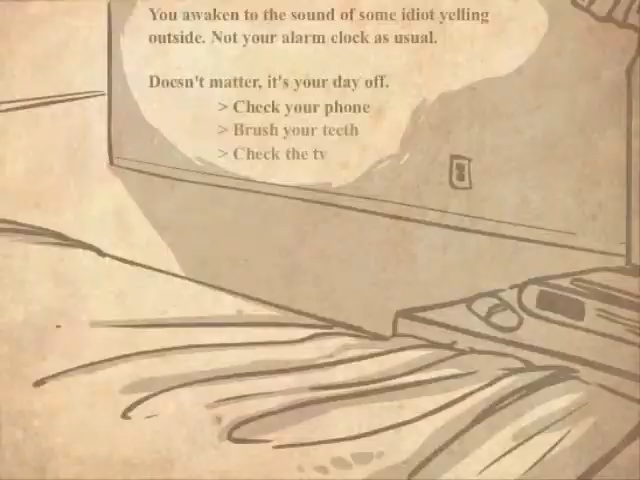 You awaken to the sound of some idiot yelling
outside. Not your alarm clock as usual.
Doesn't matter, it's your day off.
> Check your phone
> Brush your teeth
> Check the tv